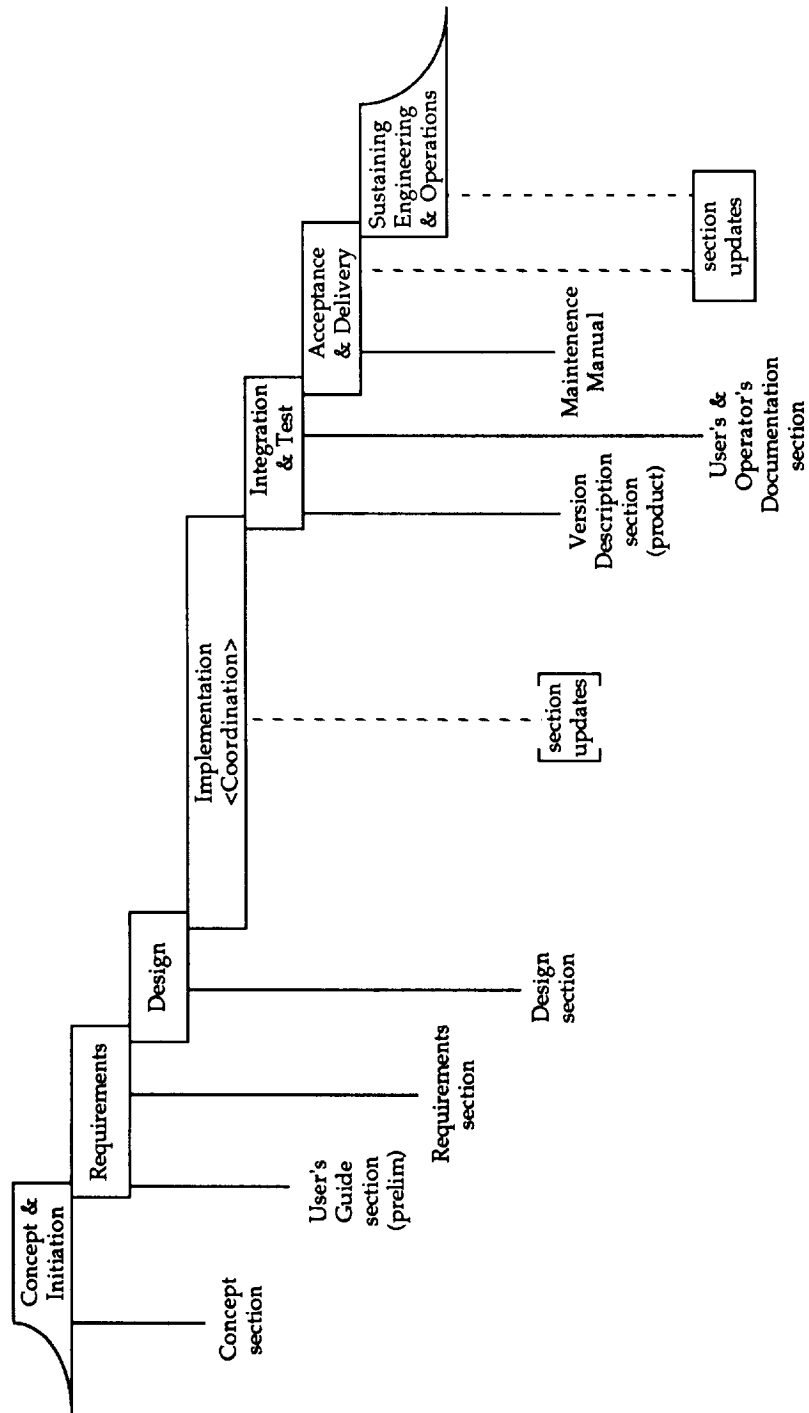 Concept &
Initiation
Requirements
Design
Implementation
<Coordination>
Integration
& Test
Acceptance
& Delivery
Sustaining
Engineering
& Operations
Concept
section
User's
Guide
section
(prelim)
Requirements
section
Design
section
section
updates
Version
Description
section
(product)
User's &
Operator's
Documentation
section
Maintenence
Manual
section
updates